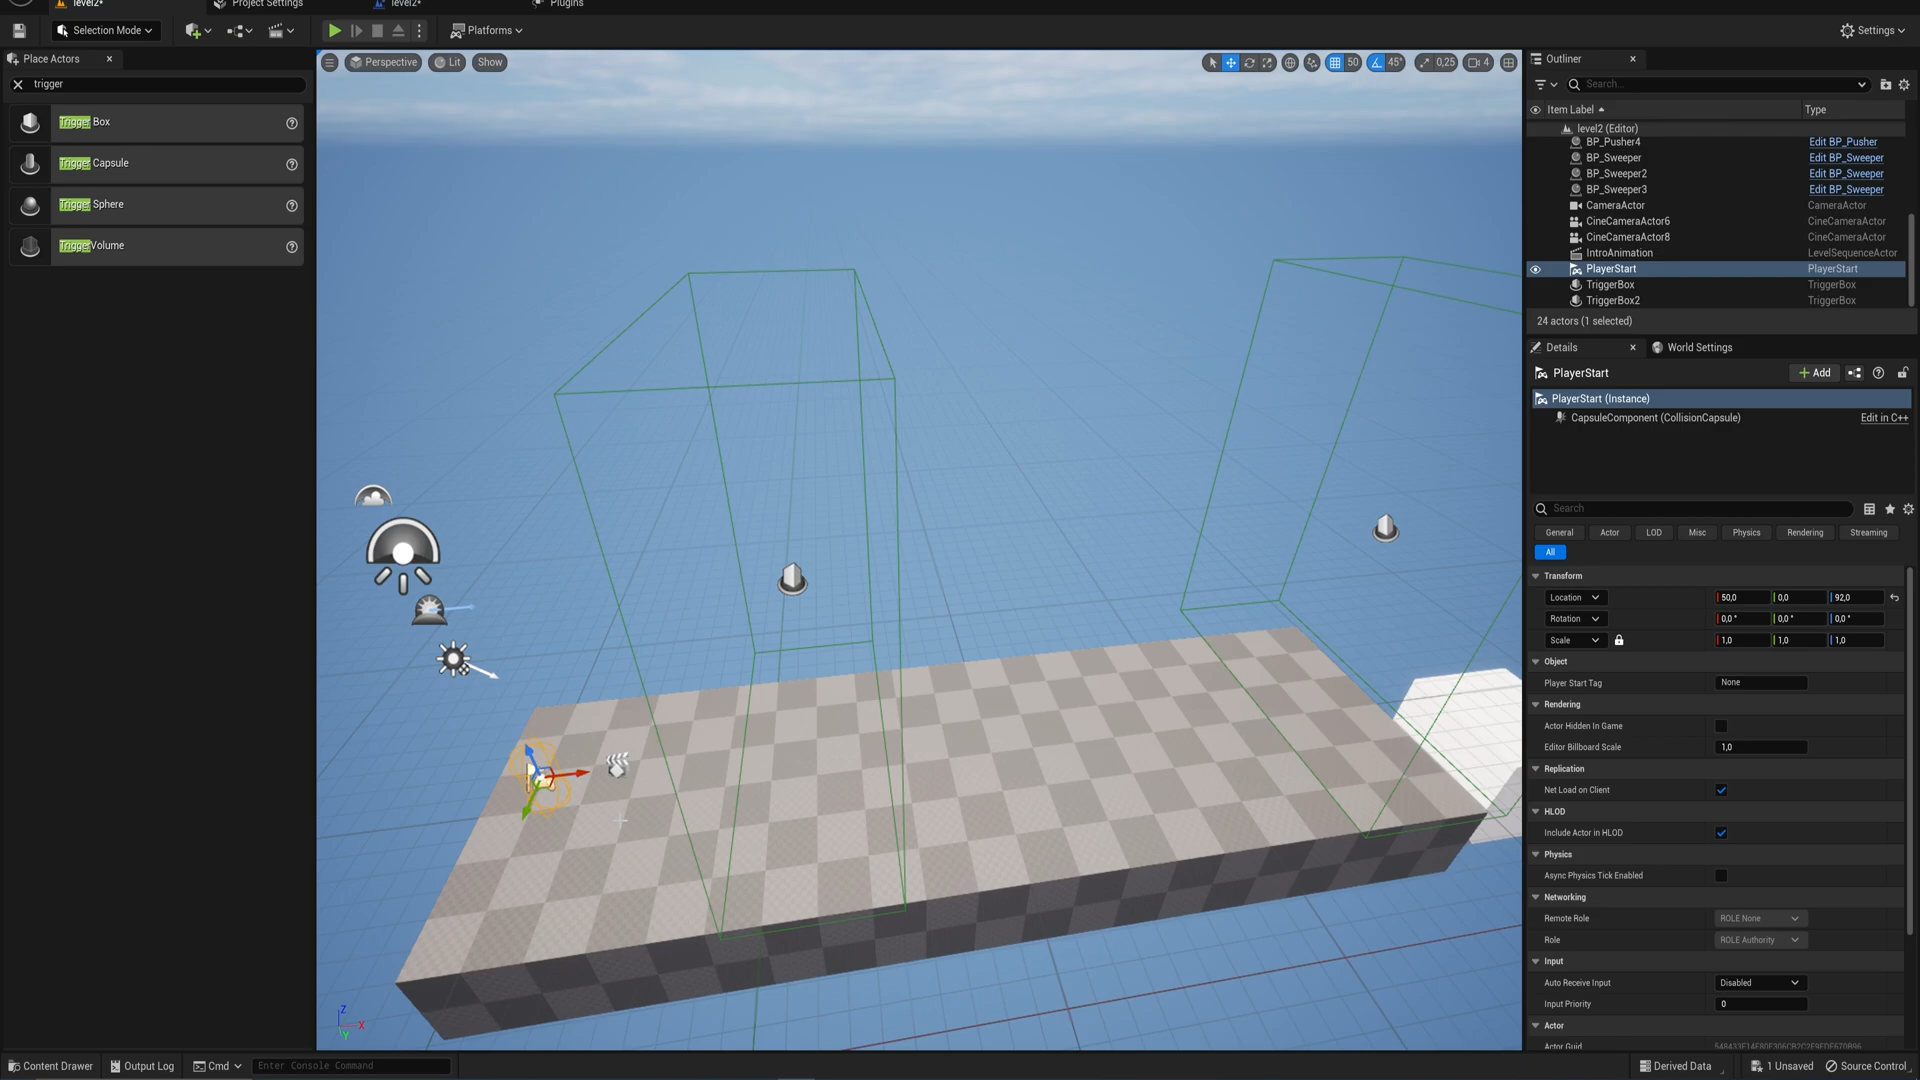 level2*
Project Settings
level2*
Plugins
Selection Mode
Platforms
Settings
Place Actors
trigger
Trigger Box
Trigger Capsule
Trigger Sphere
TriggerVolume
Perspective
Lit
Show
50
45°
0,25
4
Outliner
Search...
Item Label
Type
level2 (Editor)
BP_Pusher4 Edit BP_Pusher
BP_Sweeper Edit BP_Sweeper
BP_Sweeper2 Edit BP_Sweeper
BP_Sweeper3 Edit BP_Sweeper
CameraActor CameraActor
CineCameraActor6 CineCameraActor
CineCameraActor8 CineCameraActor
IntroAnimation LevelSequenceActor
PlayerStart PlayerStart
TriggerBox TriggerBox
TriggerBox2 TriggerBox
24 actors (1 selected)
Details
World Settings
PlayerStart
Add
PlayerStart (Instance)
CapsuleComponent (CollisionCapsule) Edit in C++
Search
General Actor LOD Misc Physics Rendering Streaming
All
Transform
Location 50,0 0,0 92,0
Rotation 0,0 ° 0,0 ° 0,0 °
Scale 1,0 1,0 1,0
Object
Player Start Tag None
Rendering
Actor Hidden In Game
Editor Billboard Scale 1,0
Replication
Net Load on Client
HLOD
Include Actor in HLOD
Physics
Async Physics Tick Enabled
Networking
Remote Role ROLE None
Role ROLE Authority
Input
Auto Receive Input Disabled
Input Priority 0
Actor
Actor Guid
Z
X
Y
Content Drawer
Output Log
Cmd
Enter Console Command
Derived Data
1 Unsaved
Source Control